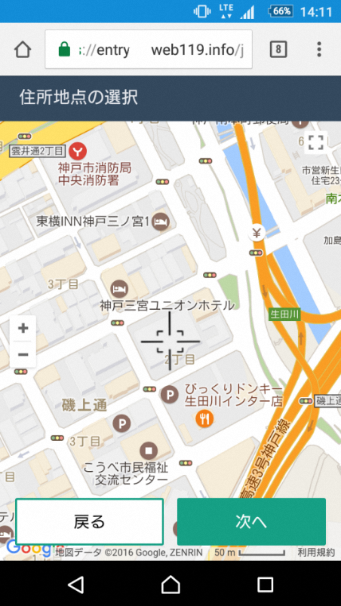 LTE
66%
14:11
://entry
web119.info/j
8
住所地点の選択
雲井通2丁目
神戸市消防局
中央消防署
市営新生
住宅23
南本
東横INN神戸三ノ宮1
加島
3丁目
生田川
神戸三宮ユニオンホテル
+
−
2丁目
びっくりドンキー
生田川インター店
磯上通
磯上通
P
P
3丁目
高速3号神戸線
こうべ市民福祉
交流センター
戻る
次へ
Google
地図データ ©2016 Google, ZENRIN
50 m
利用規約